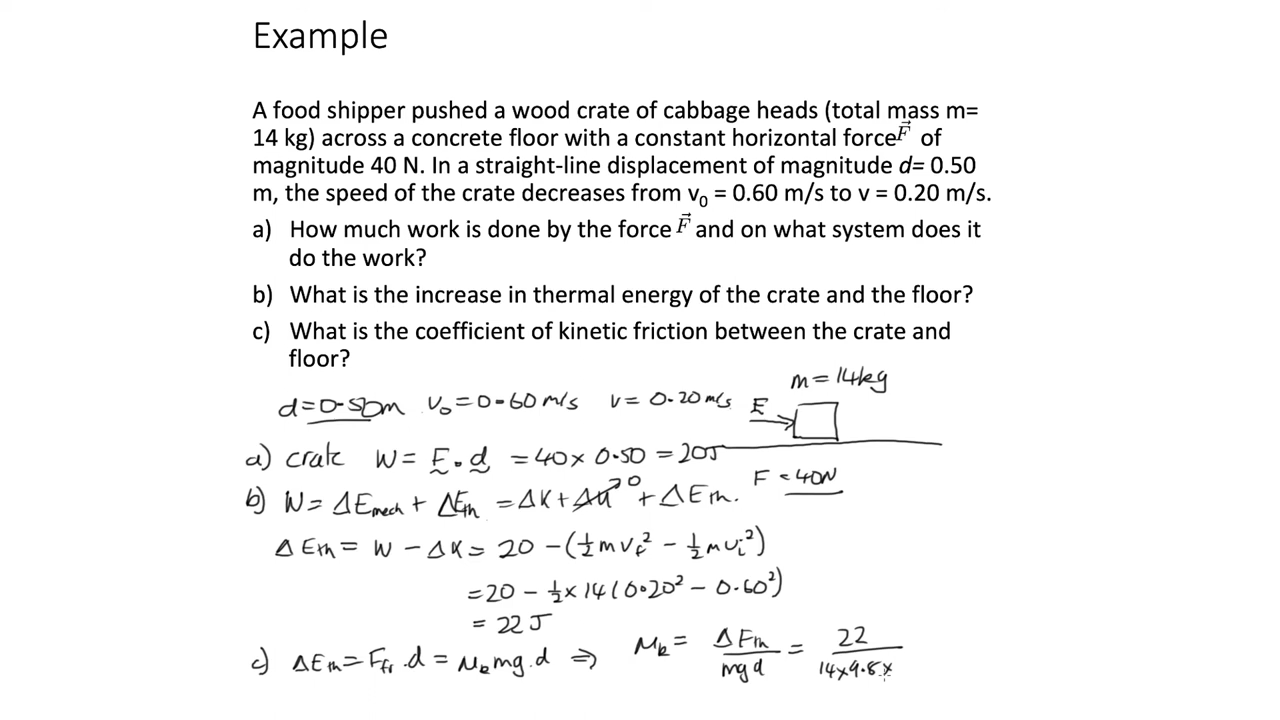 Example
A food shipper pushed a wood crate of cabbage heads (total mass m=
14 kg) across a concrete floor with a constant horizontal force F⃗ of
magnitude 40 N. In a straight-line displacement of magnitude d= 0.50
m, the speed of the crate decreases from v₀ = 0.60 m/s to v = 0.20 m/s.
a) How much work is done by the force F⃗ and on what system does it
do the work?
b) What is the increase in thermal energy of the crate and the floor?
c) What is the coefficient of kinetic friction between the crate and
floor?
m = 14kg
d=0.50m v₀=0.60m/s v= 0.20m/s F
a) crate W = F . d = 40 x 0.50 = 20J
F = 40N
b) W = ΔEmech + ΔEth = ΔK + ΔU⁰ + ΔEth.
ΔEth = W - ΔK = 20 - (½mvf² - ½mvi²)
= 20 - ½ x 14 (0.20² - 0.60²)
= 22 J
c) ΔEth = Ffr . d = μk mg . d ⇒ μk = ΔEth / mgd = 22 / 14x9.8x